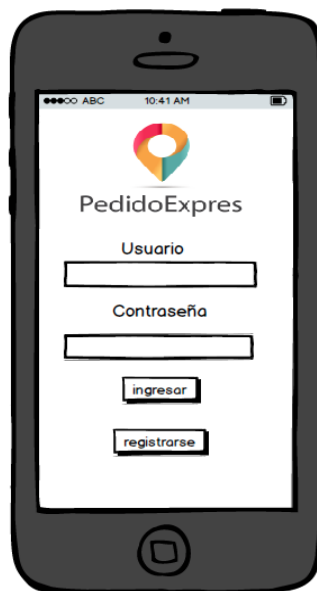 ABC 10:41 AM
PedidoExpres
Usuario
Contraseña
ingresar
registrarse